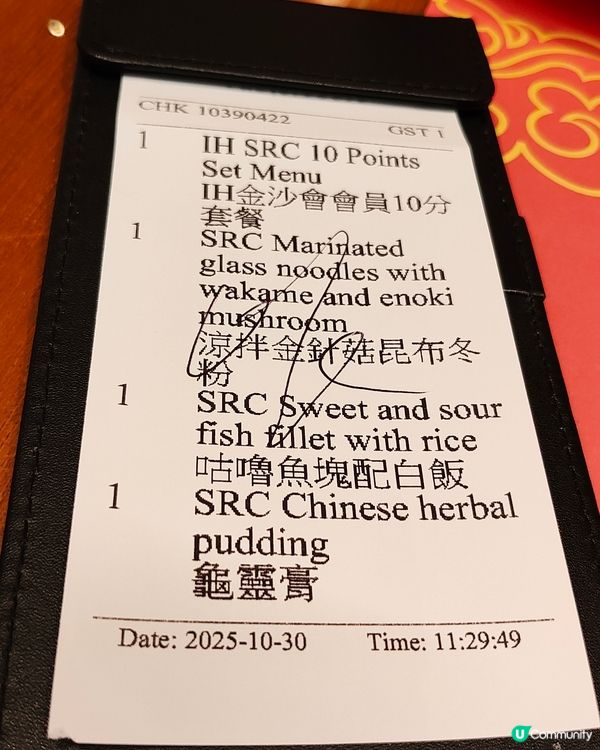 CHK 10390422 GST 1
1 IH SRC 10 Points
Set Menu
IH金沙會會員10分
套餐
1 SRC Marinated
glass noodles with
wakame and enoki
mushroom
涼拌金針菇昆布冬
粉
1 SRC Sweet and sour
fish fillet with rice
咕嚕魚塊配白飯
1 SRC Chinese herbal
pudding
龜靈膏
Date: 2025-10-30 Time: 11:29:49
U Community